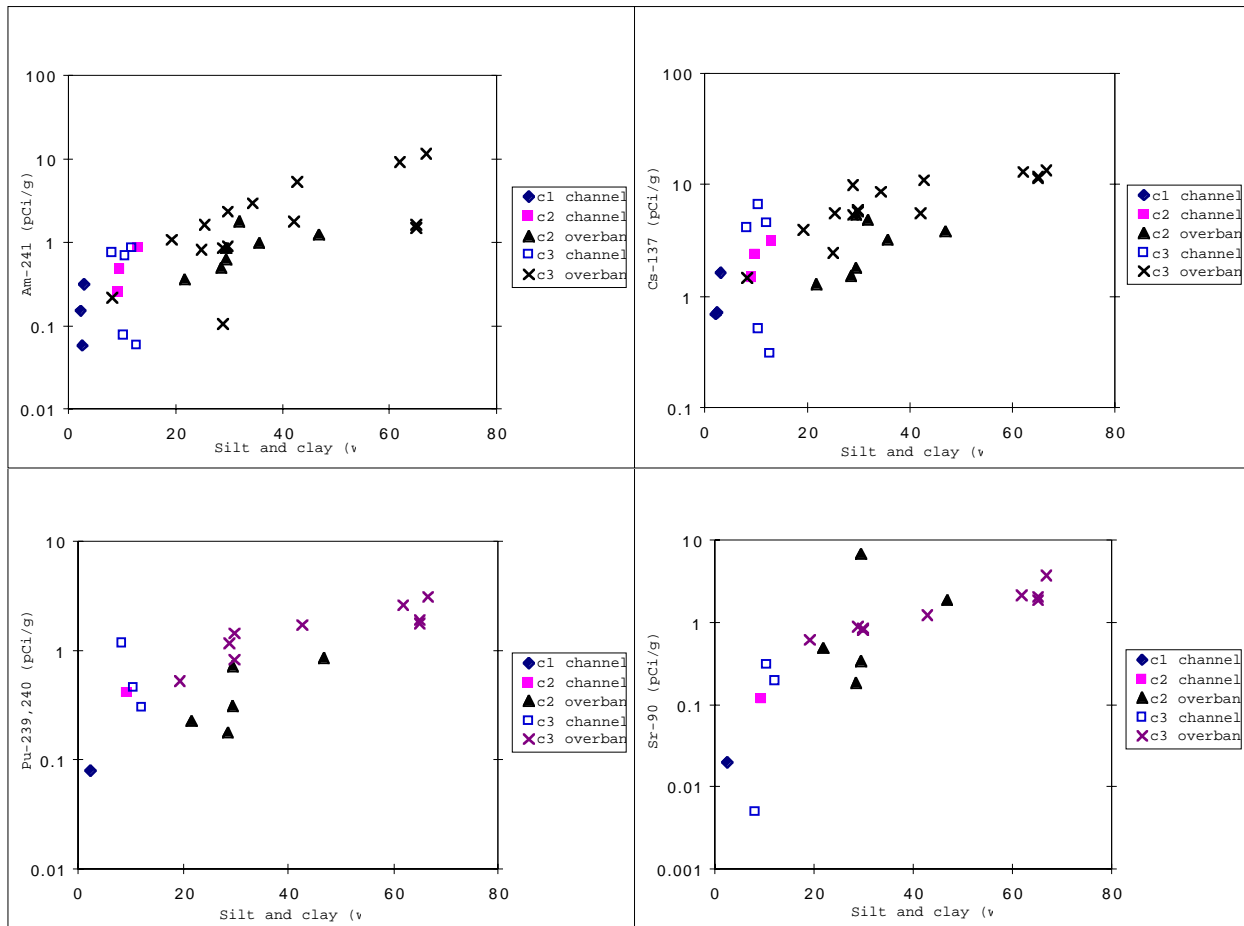 100
10
1
0.1
0.01
0 20 40 60 80
Am-241 (pCi/g)
Silt and clay (w
c1 channel
c2 channel
c2 overban
c3 channel
c3 overban
100
10
1
0.1
0 20 40 60 80
Cs-137 (pCi/g)
Silt and clay (w
c1 channel
c2 channel
c2 overban
c3 channel
c3 overban
10
1
0.1
0.01
0 20 40 60 80
Pu-239,240 (pCi/g)
Silt and clay (w
c1 channel
c2 channel
c2 overban
c3 channel
c3 overban
10
1
0.1
0.01
0.001
0 20 40 60 80
Sr-90 (pCi/g)
Silt and clay (w
c1 channel
c2 channel
c2 overban
c3 channel
c3 overban